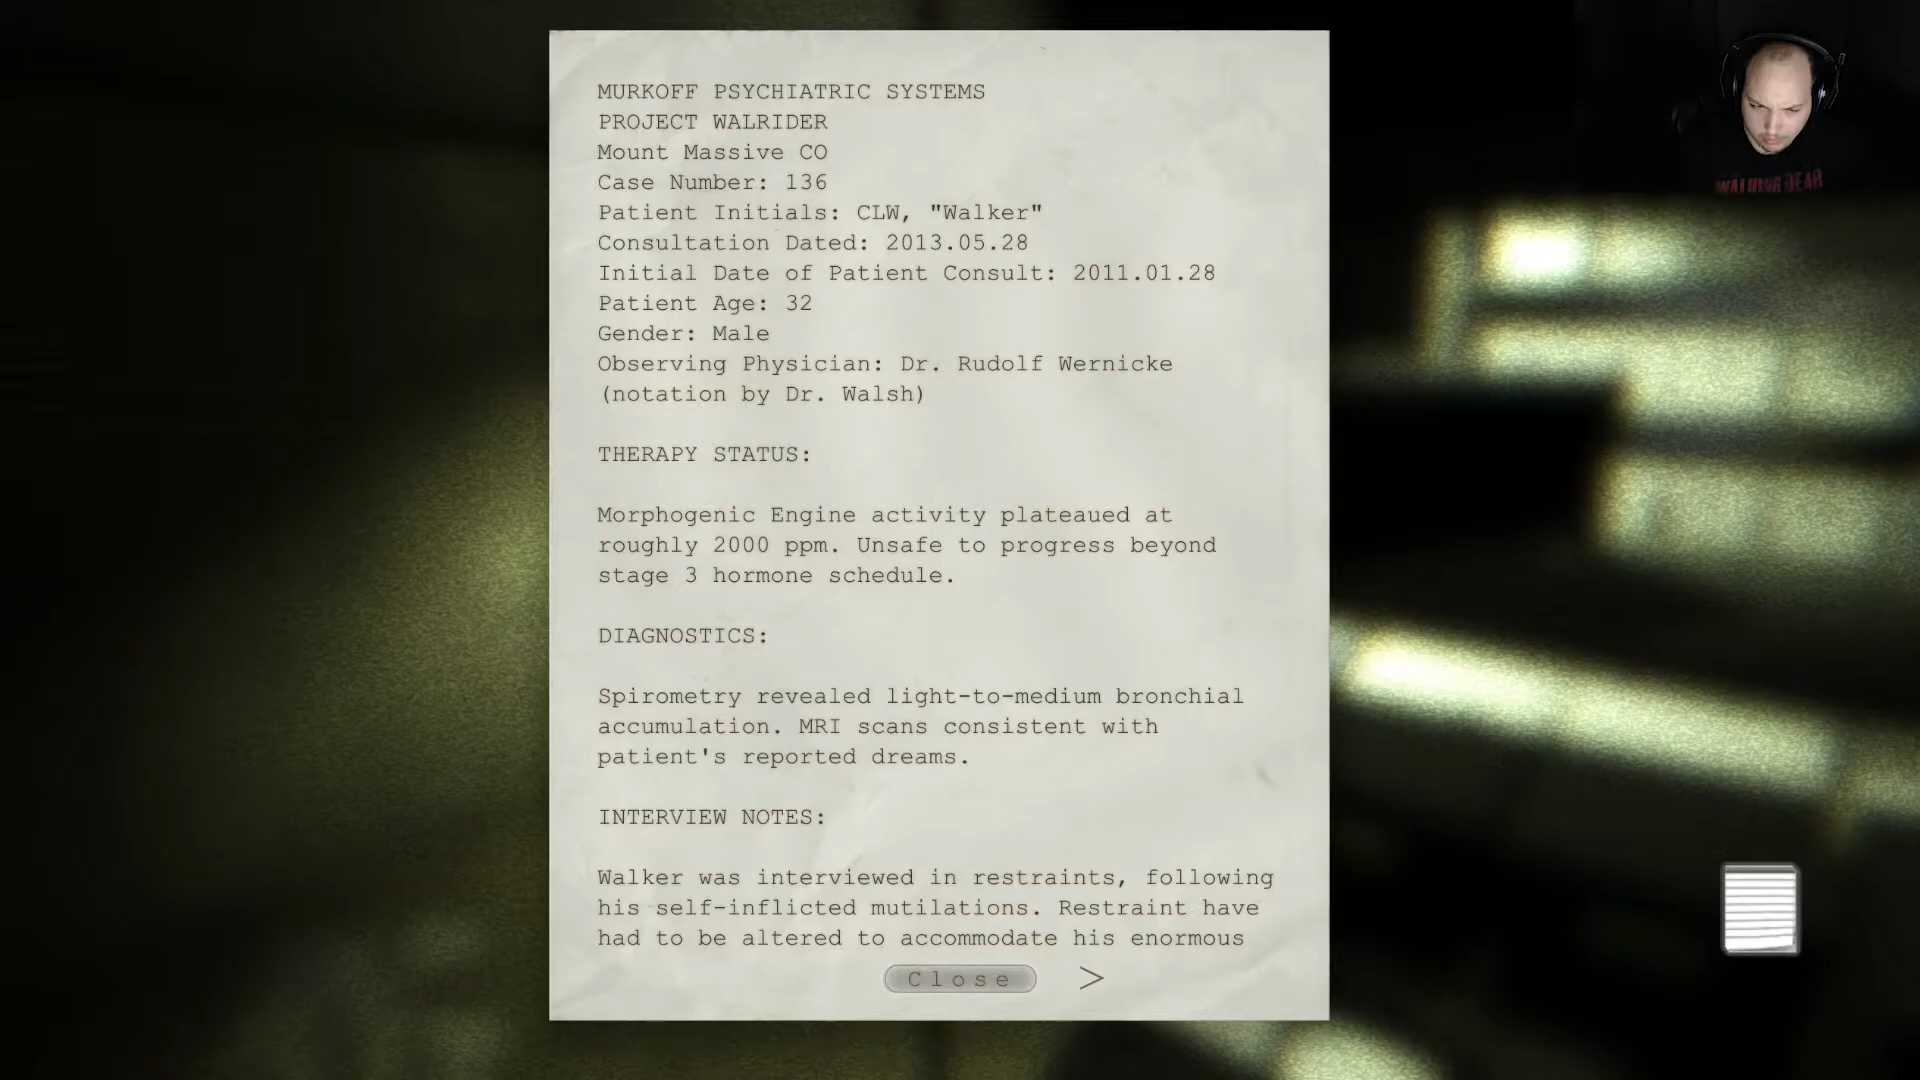 MURKOFF PSYCHIATRIC SYSTEMS
PROJECT WALRIDER
Mount Massive CO
Case Number: 136
Patient Initials: CLW, "Walker"
Consultation Dated: 2013.05.28
Initial Date of Patient Consult: 2011.01.28
Patient Age: 32
Gender: Male
Observing Physician: Dr. Rudolf Wernicke
(notation by Dr. Walsh)
THERAPY STATUS:
Morphogenic Engine activity plateaued at
roughly 2000 ppm. Unsafe to progress beyond
stage 3 hormone schedule.
DIAGNOSTICS:
Spirometry revealed light-to-medium bronchial
accumulation. MRI scans consistent with
patient's reported dreams.
INTERVIEW NOTES:
Walker was interviewed in restraints, following
his self-inflicted mutilations. Restraint have
had to be altered to accommodate his enormous
Close >
WALKING DEAD